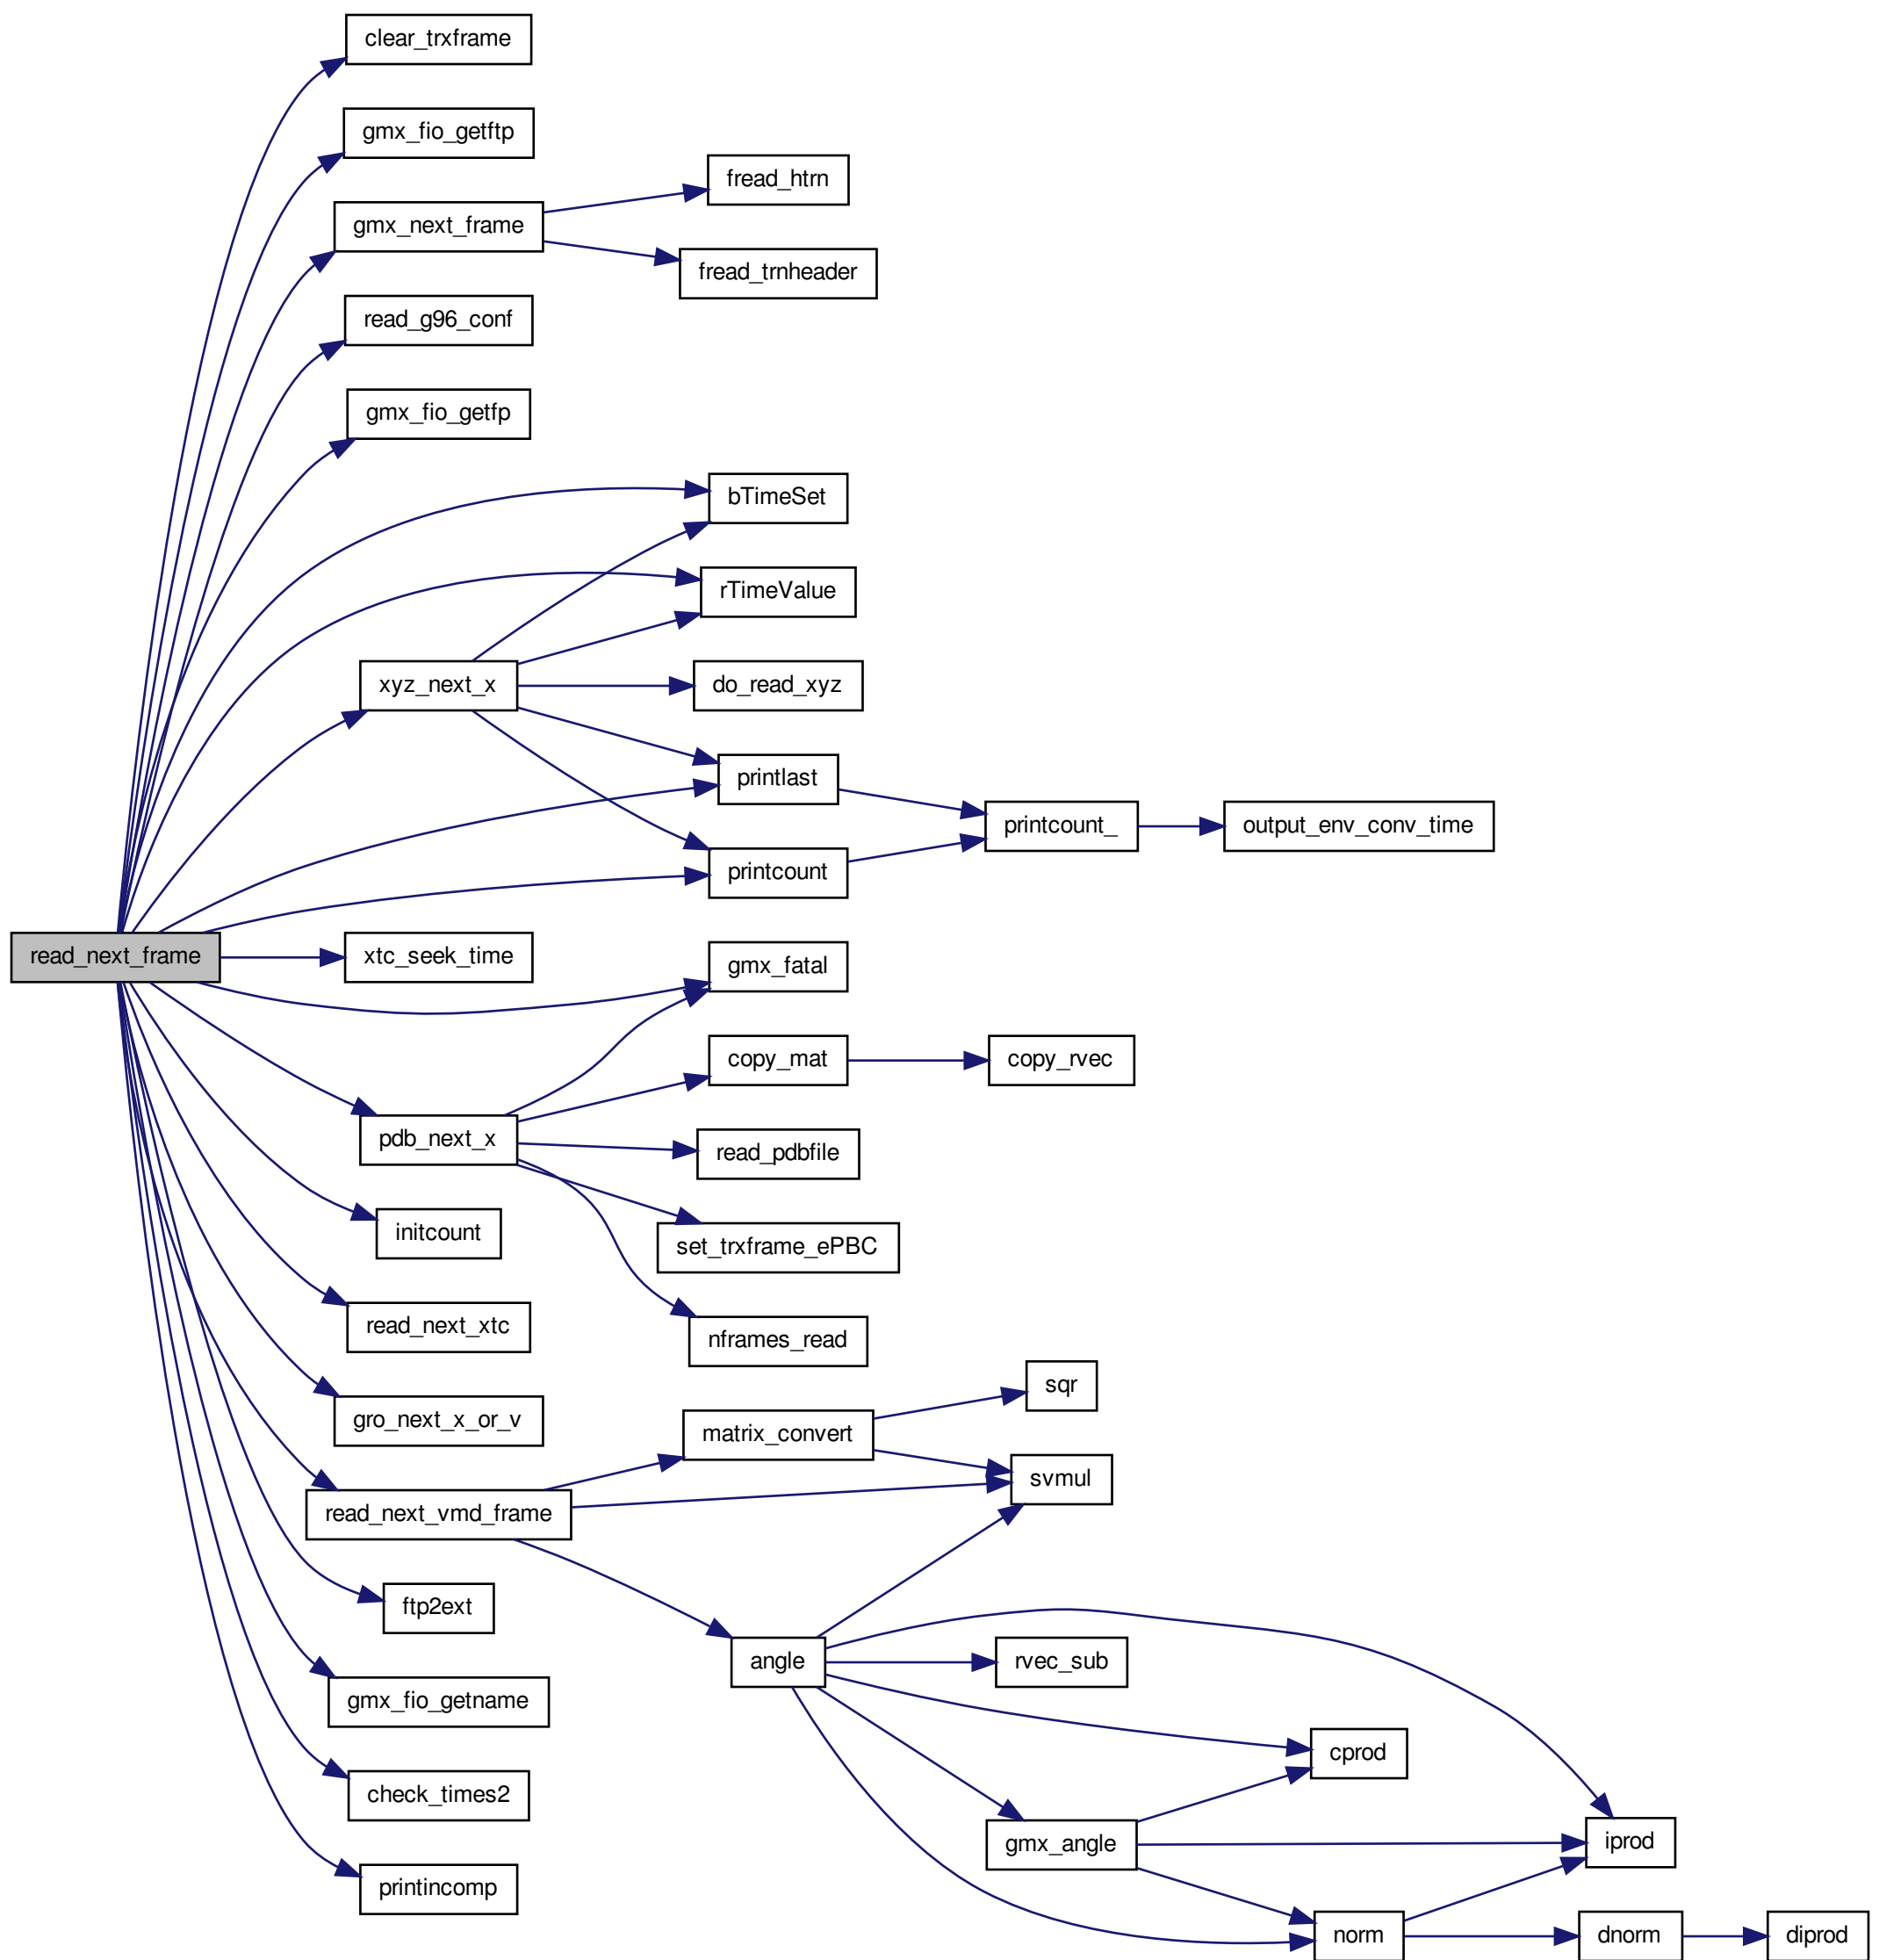 clear_trxframe
gmx_fio_getftp
fread_htrn
gmx_next_frame
fread_trnheader
read_g96_conf
gmx_fio_getfp
bTimeSet
rTimeValue
xyz_next_x
do_read_xyz
printlast
printcount_
output_env_conv_time
printcount
read_next_frame
xtc_seek_time
gmx_fatal
copy_mat
copy_rvec
pdb_next_x
read_pdbfile
initcount
set_trxframe_ePBC
read_next_xtc
nframes_read
sqr
gro_next_x_or_v
matrix_convert
svmul
read_next_vmd_frame
ftp2ext
angle
rvec_sub
gmx_fio_getname
cprod
check_times2
gmx_angle
iprod
printincomp
norm
dnorm
diprod